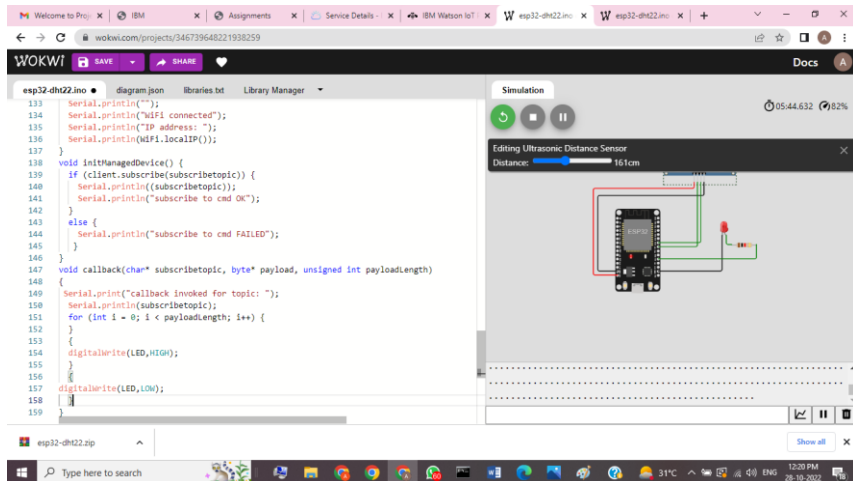 Welcome to Proj
IBM
Assignments
Service Details -
IBM Watson IoT
esp32-dht22.ino
esp32-dht22.ino
wokwi.com/projects/346739648221938259
A
WOKWI
SAVE
SHARE
Docs
A
esp32-dht22.ino
diagram.json
libraries.txt
Library Manager
133 Serial.println("");
134 Serial.println("WiFi connected");
135 Serial.println("IP address: ");
136 Serial.println(WiFi.localIP());
137 }
138 void initManagedDevice() {
139 if (client.subscribe(subscribetopic)) {
140 Serial.println((subscribetopic));
141 Serial.println("subscribe to cmd OK");
142 }
143 else {
144 Serial.println("subscribe to cmd FAILED");
145 }
146 }
147 void callback(char* subscribetopic, byte* payload, unsigned int payloadLength)
148 {
149 Serial.print("callback invoked for topic: ");
150 Serial.println(subscribetopic);
151 for (int i = 0; i < payloadLength; i++) {
152 }
153 {
154 digitalWrite(LED,HIGH);
155 }
156 {
157 digitalWrite(LED,LOW);
158 }
159 }
Simulation
05:44.632 82%
Editing Ultrasonic Distance Sensor
Distance: 161cm
ESP32
esp32-dht22.zip
Show all
Type here to search
31°C
ENG
12:20 PM
28-10-2022